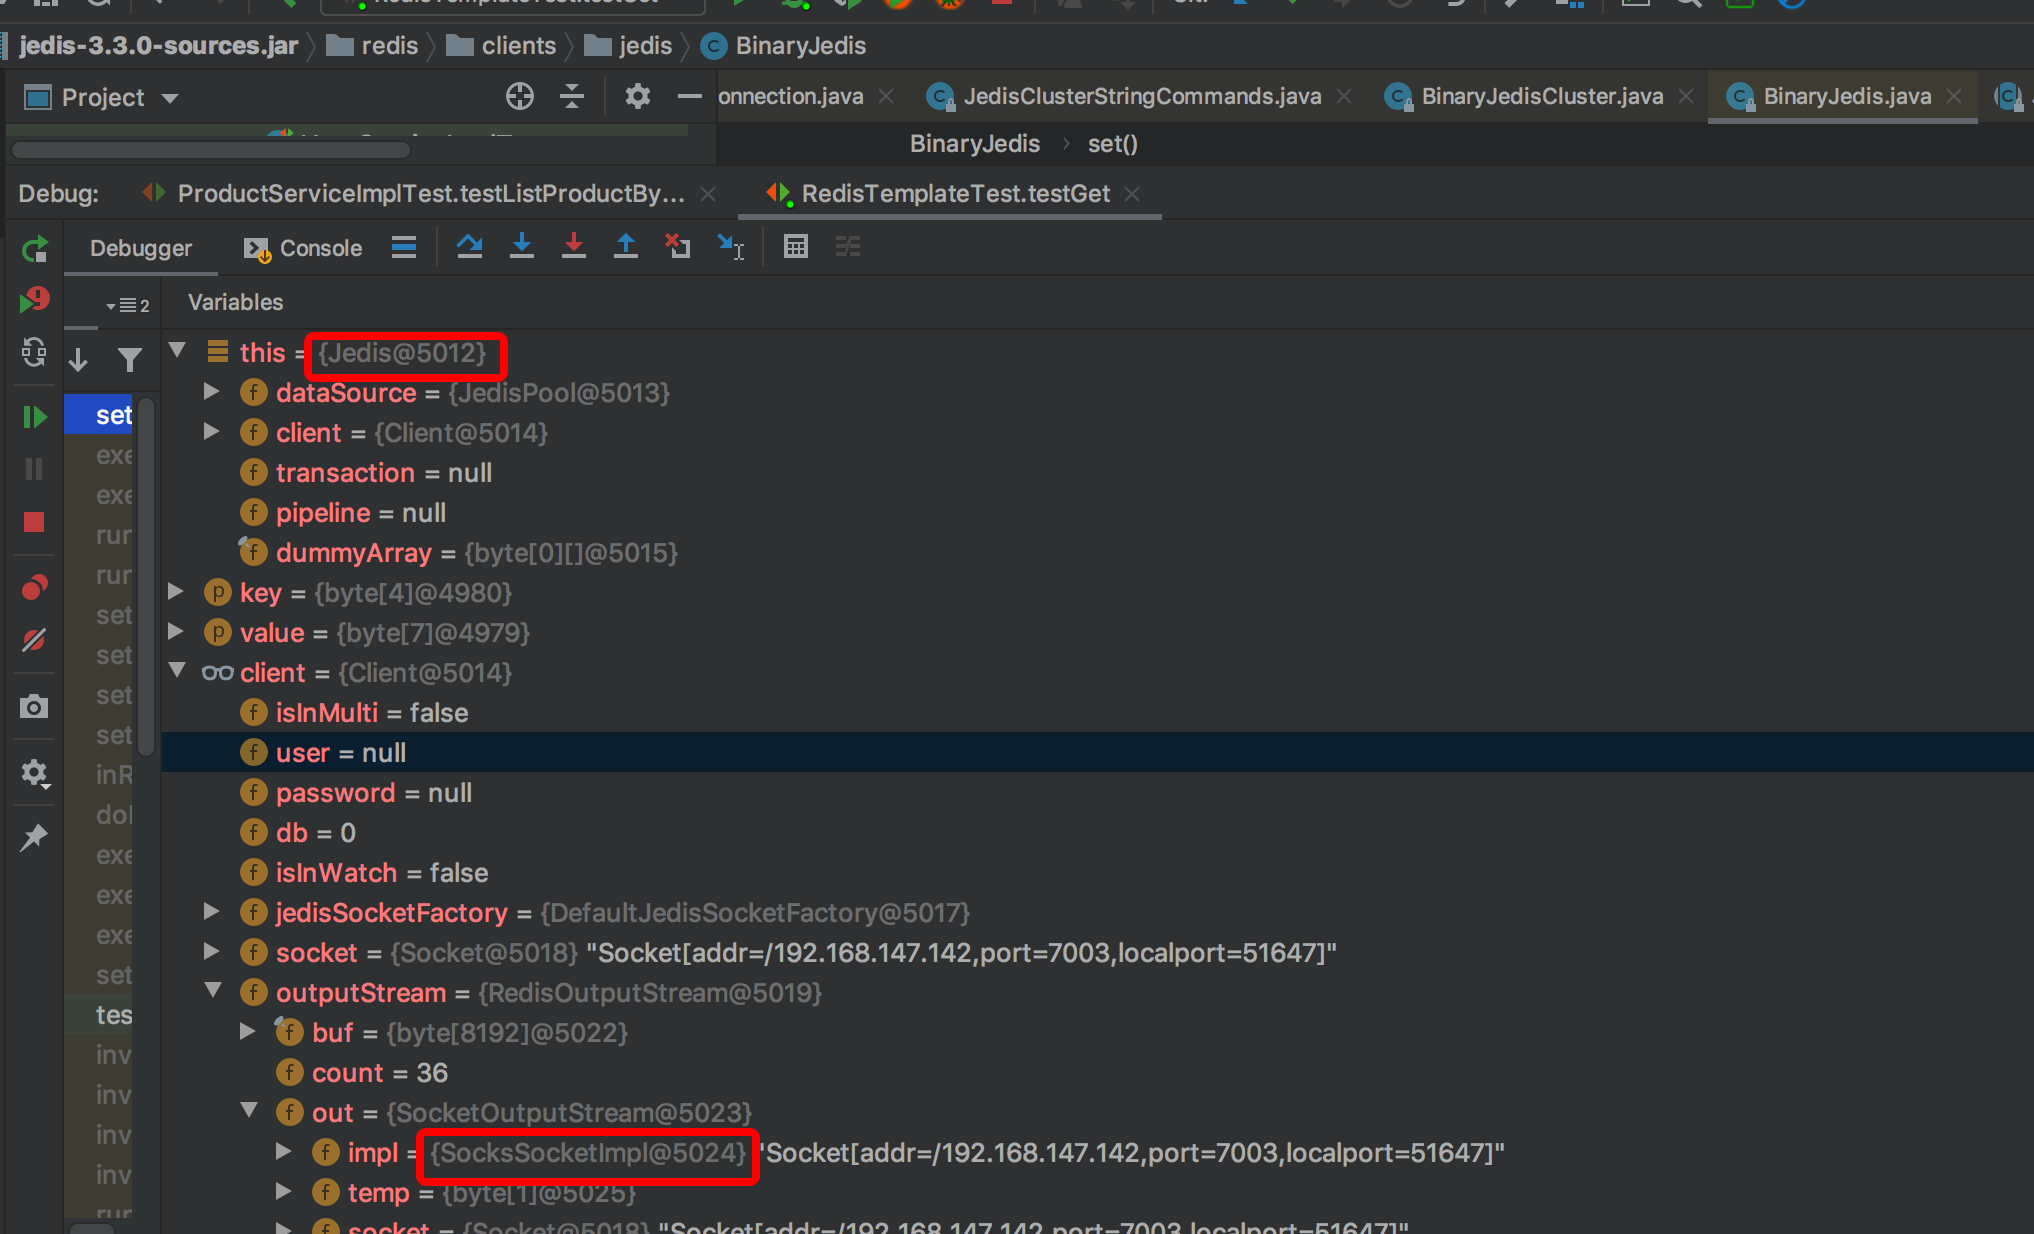 jedis-3.3.0-sources.jar redis clients jedis BinaryJedis
Project
onnection.java JedisClusterStringCommands.java BinaryJedisCluster.java BinaryJedis.java
BinaryJedis set()
Debug: ProductServiceImplTest.testListProductBy... RedisTemplateTest.testGet
Debugger Console
2 Variables
this = {Jedis@5012}
dataSource = {JedisPool@5013}
set
client = {Client@5014}
exe
transaction = null
exe
pipeline = null
run
dummyArray = {byte[0][]@5015}
run
key = {byte[4]@4980}
set
value = {byte[7]@4979}
set
client = {Client@5014}
set
isInMulti = false
set
user = null
inR
password = null
dol
db = 0
exe
isInWatch = false
exe
jedisSocketFactory = {DefaultJedisSocketFactory@5017}
exe
socket = {Socket@5018} "Socket[addr=/192.168.147.142,port=7003,localport=51647]"
set
outputStream = {RedisOutputStream@5019}
tes
buf = {byte[8192]@5022}
inv
count = 36
inv
out = {SocketOutputStream@5023}
inv
impl = {SocksSocketImpl@5024} "Socket[addr=/192.168.147.142,port=7003,localport=51647]"
inv
temp = {byte[1]@5025}
run
socket = {Socket@5018} "Socket[addr=/192.168.147.142,port=7003,localport=51647]"